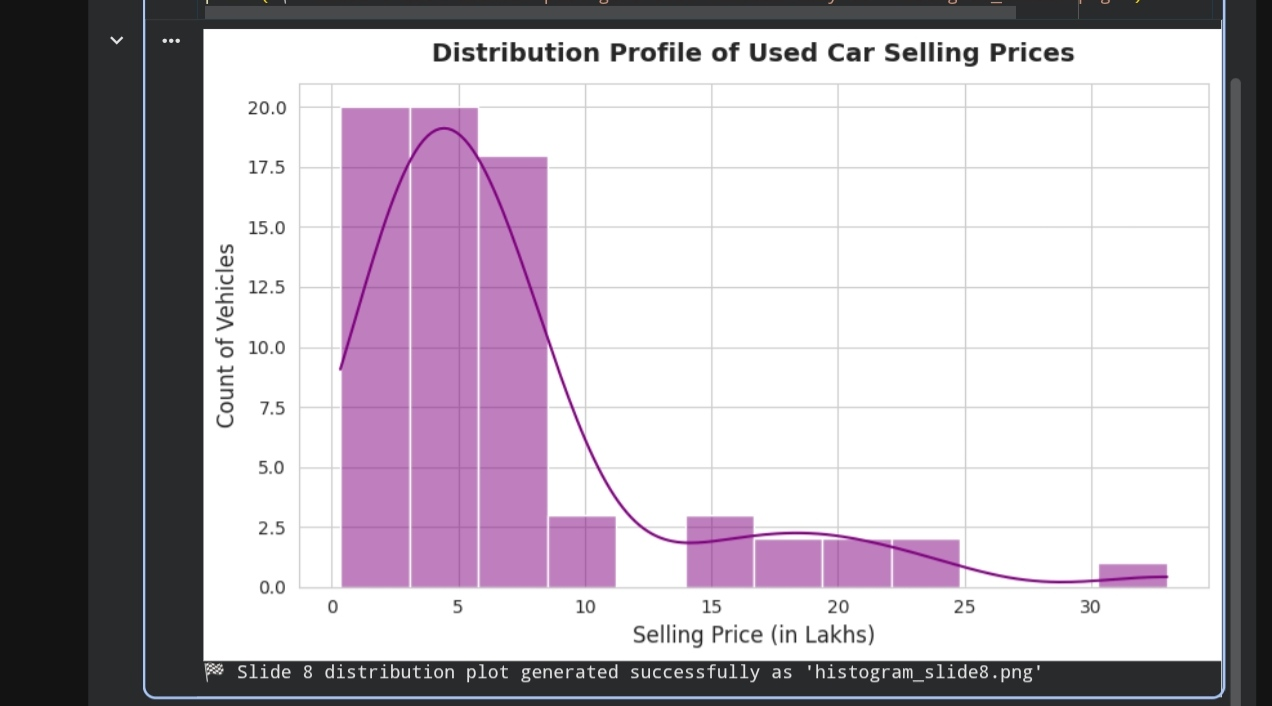 Distribution Profile of Used Car Selling Prices
20.0
17.5
15.0
12.5
10.0
7.5
5.0
2.5
0.0
Count of Vehicles
0 5 10 15 20 25 30
Selling Price (in Lakhs)
🏁 Slide 8 distribution plot generated successfully as 'histogram_slide8.png'